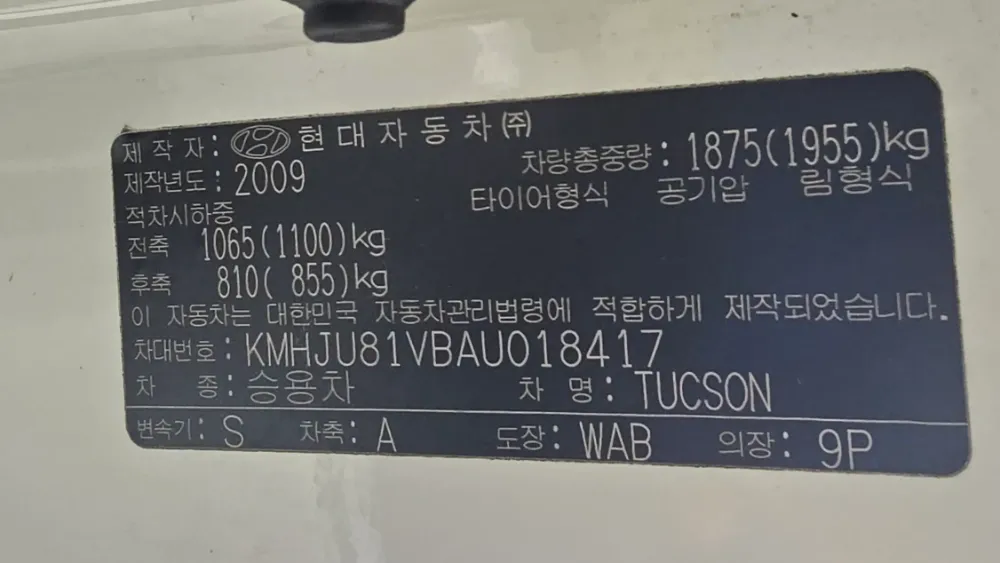 제 작 자 : 현대자동차㈜
차량총중량 : 1875(1955)kg
제작년도 : 2009
타이어형식 공기압 림형식
적차시하중
전축 1065(1100)kg
후축 810( 855)kg
이 자동차는 대한민국 자동차관리법령에 적합하게 제작되었습니다.
차대번호 : KMHJU81VBAU018417
차 종 : 승용차 차 명 : TUCSON
변속기 : S 차축 : A 도장 : WAB 의장 : 9P